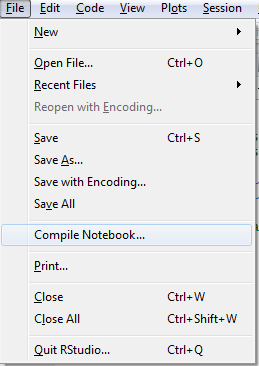 File Edit Code View Plots Session
New
Open File... Ctrl+O
Recent Files
Reopen with Encoding...
Save Ctrl+S
Save As...
Save with Encoding...
Save All
Compile Notebook...
Print...
Close Ctrl+W
Close All Ctrl+Shift+W
Quit RStudio... Ctrl+Q